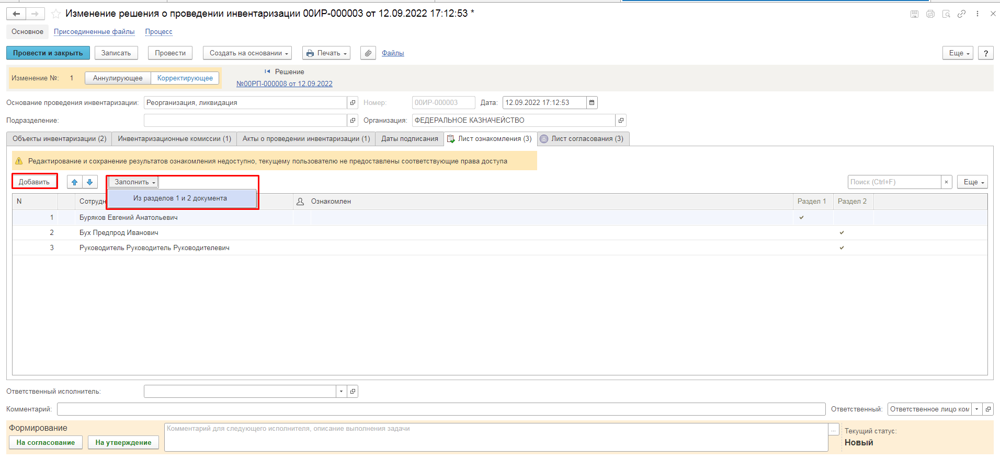 Изменение решения о проведении инвентаризации 00ИР-000003 от 12.09.2022 17:12:53 *
Основное Присоединенные файлы Процесс
Провести и закрыть Записать Провести Создать на основании Печать Файлы Еще ?
Изменение №: 1 Аннулирующее Корректирующее
Решение
№00РП-000008 от 12.09.2022
Основание проведения инвентаризации: Реорганизация, ликвидация Номер: 00ИР-000003 Дата: 12.09.2022 17:12:53
Подразделение: Организация: ФЕДЕРАЛЬНОЕ КАЗНАЧЕЙСТВО
Объекты инвентаризации (2) Инвентаризационные комиссии (1) Акты о проведении инвентаризации (1) Даты подписания Лист ознакомления (3) Лист согласования (3)
Редактирование и сохранение результатов ознакомления недоступно, текущему пользователю не предоставлены соответствующие права доступа
Добавить Заполнить Поиск (Ctrl+F) × Еще
Из разделов 1 и 2 документа
N Сотрудн Ознакомлен Раздел 1 Раздел 2
1 Буряков Евгений Анатольевич
2 Бух Предпрод Иванович
3 Руководитель Руководитель Руководителевич
Ответственный исполнитель:
Комментарий: Ответственный: Ответственное лицо ком
Формирование
Комментарий для следующего исполнителя, описание выполнения задачи
...
Текущий статус:
На согласование На утверждение
Новый